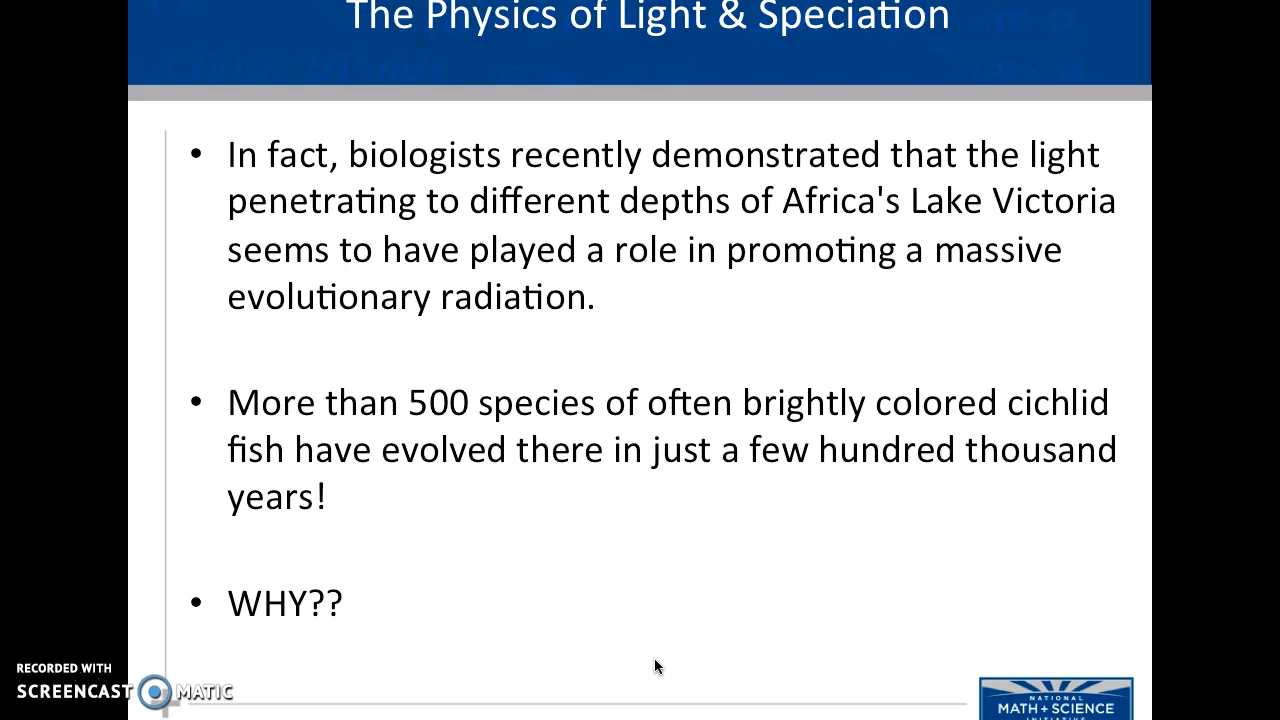 The Physics of Light & Speciation
• In fact, biologists recently demonstrated that the light
penetrating to different depths of Africa's Lake Victoria
seems to have played a role in promoting a massive
evolutionary radiation.
• More than 500 species of often brightly colored cichlid
fish have evolved there in just a few hundred thousand
years!
• WHY??
RECORDED WITH
SCREENCAST MATIC
NATIONAL
MATH + SCIENCE
INITIATIVE